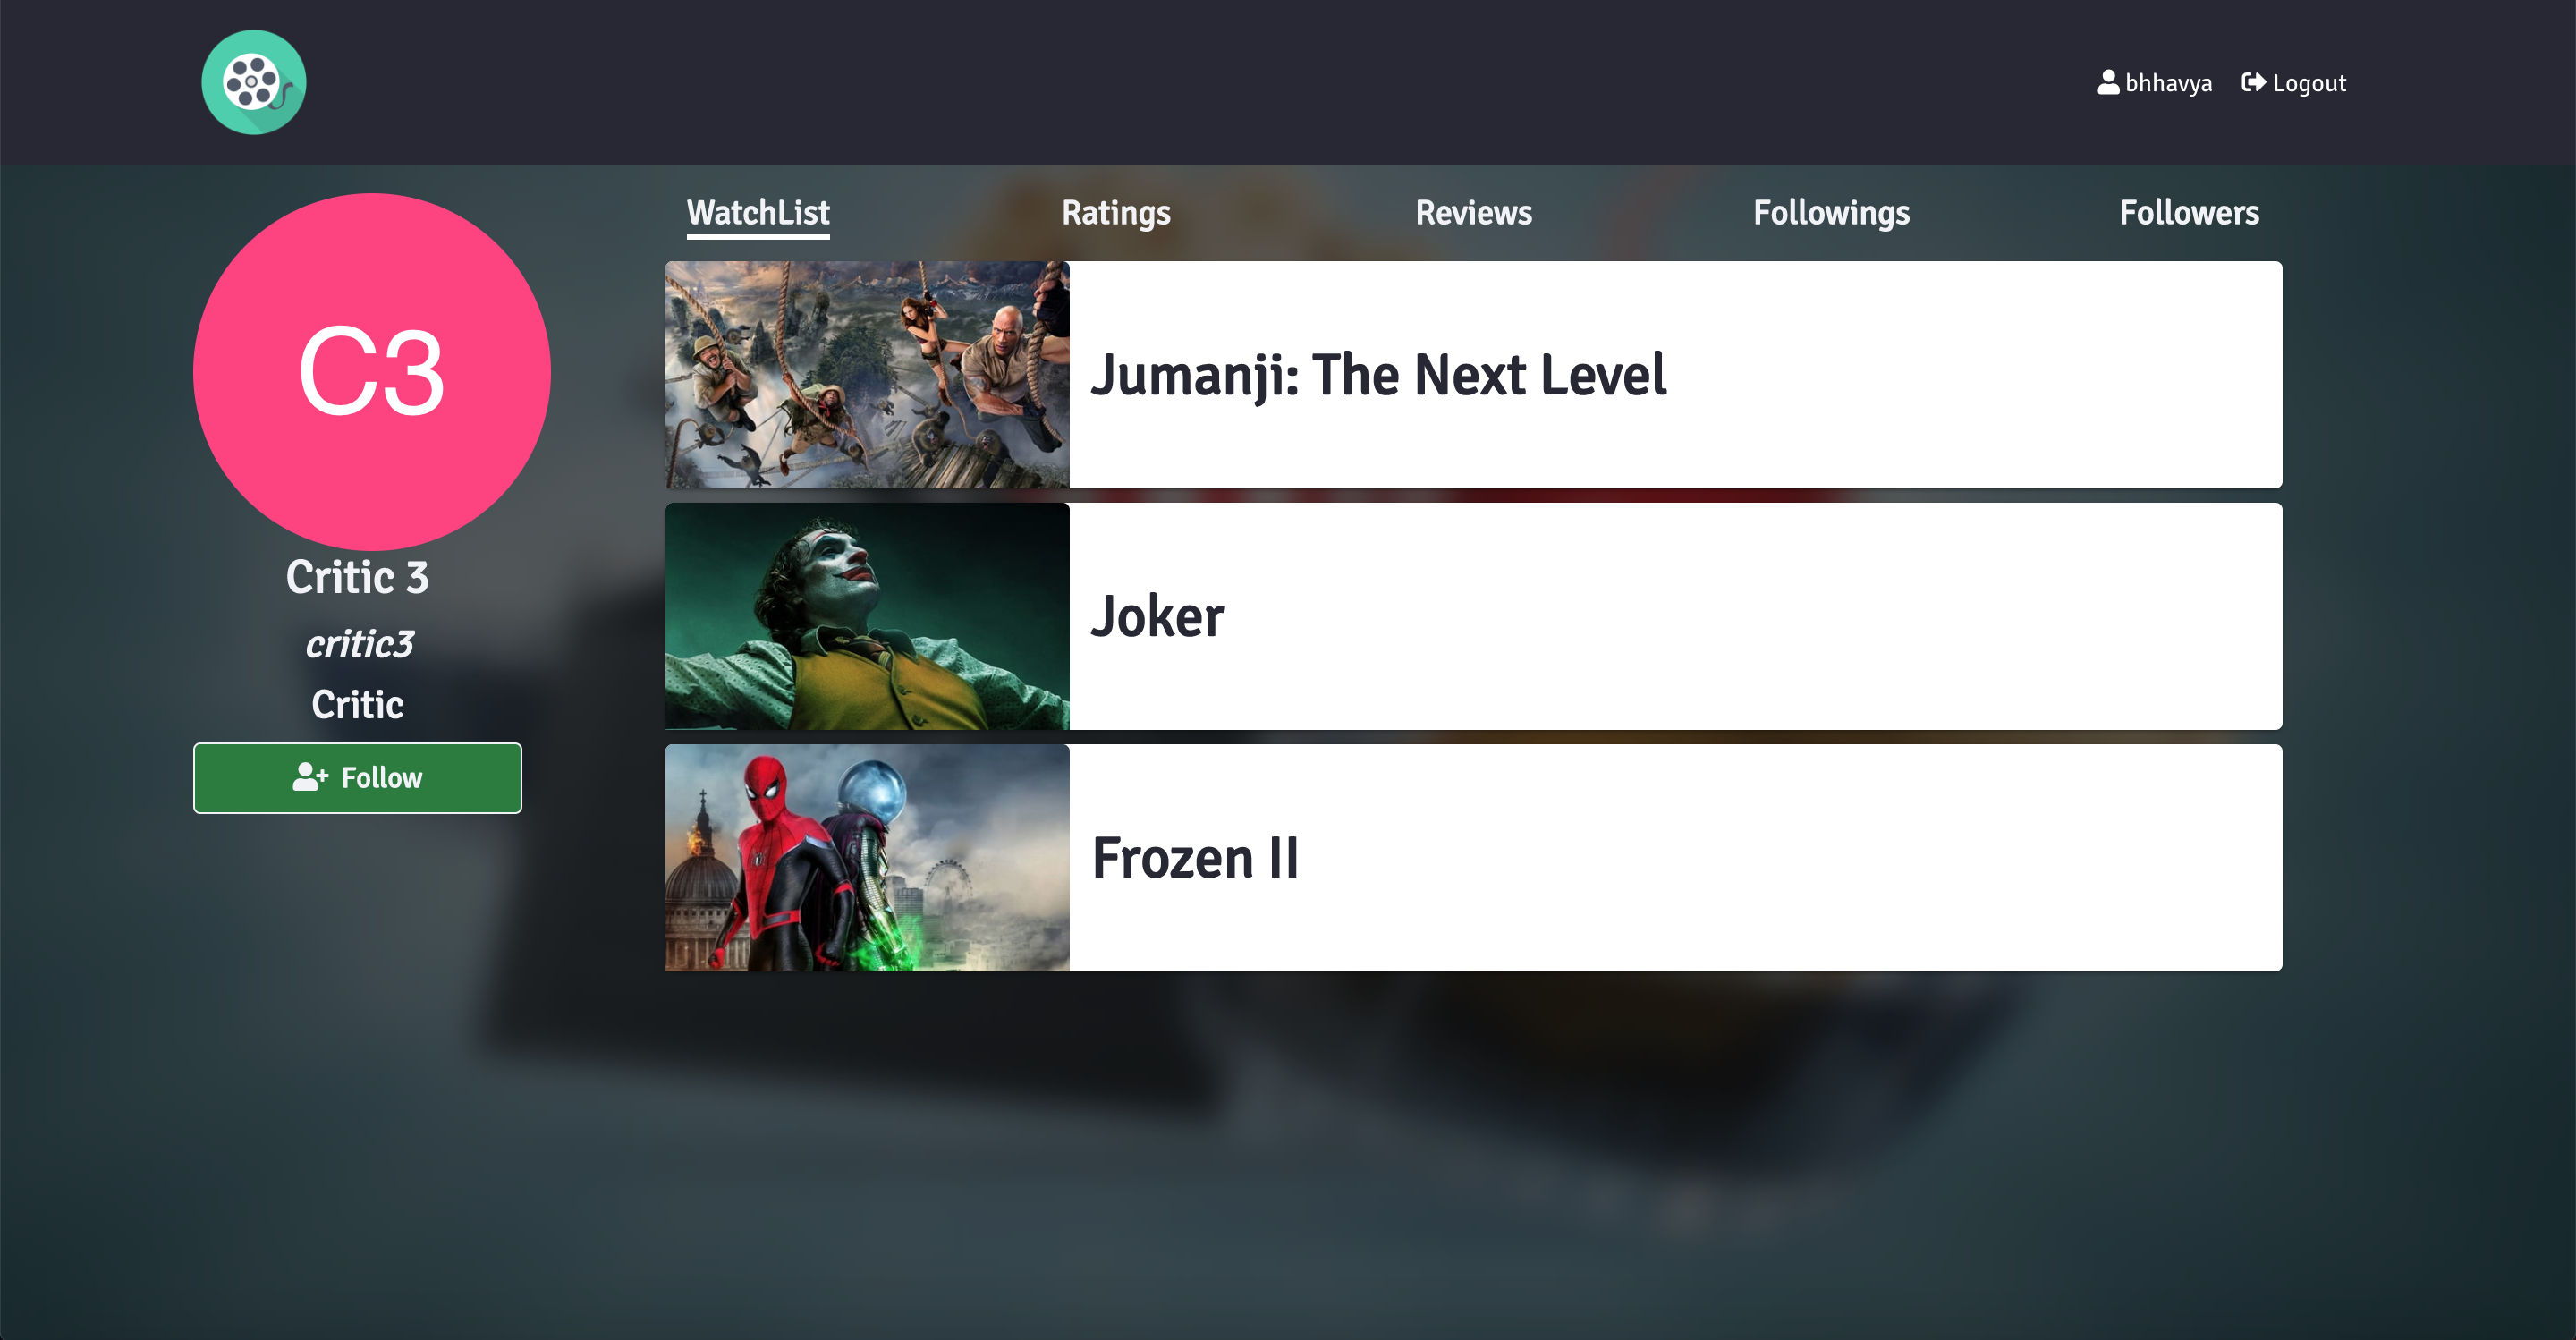 bhhavya Logout
WatchList Ratings Reviews Followings Followers
C3
Critic 3
critic3
Critic
Follow
Jumanji: The Next Level
Joker
Frozen II